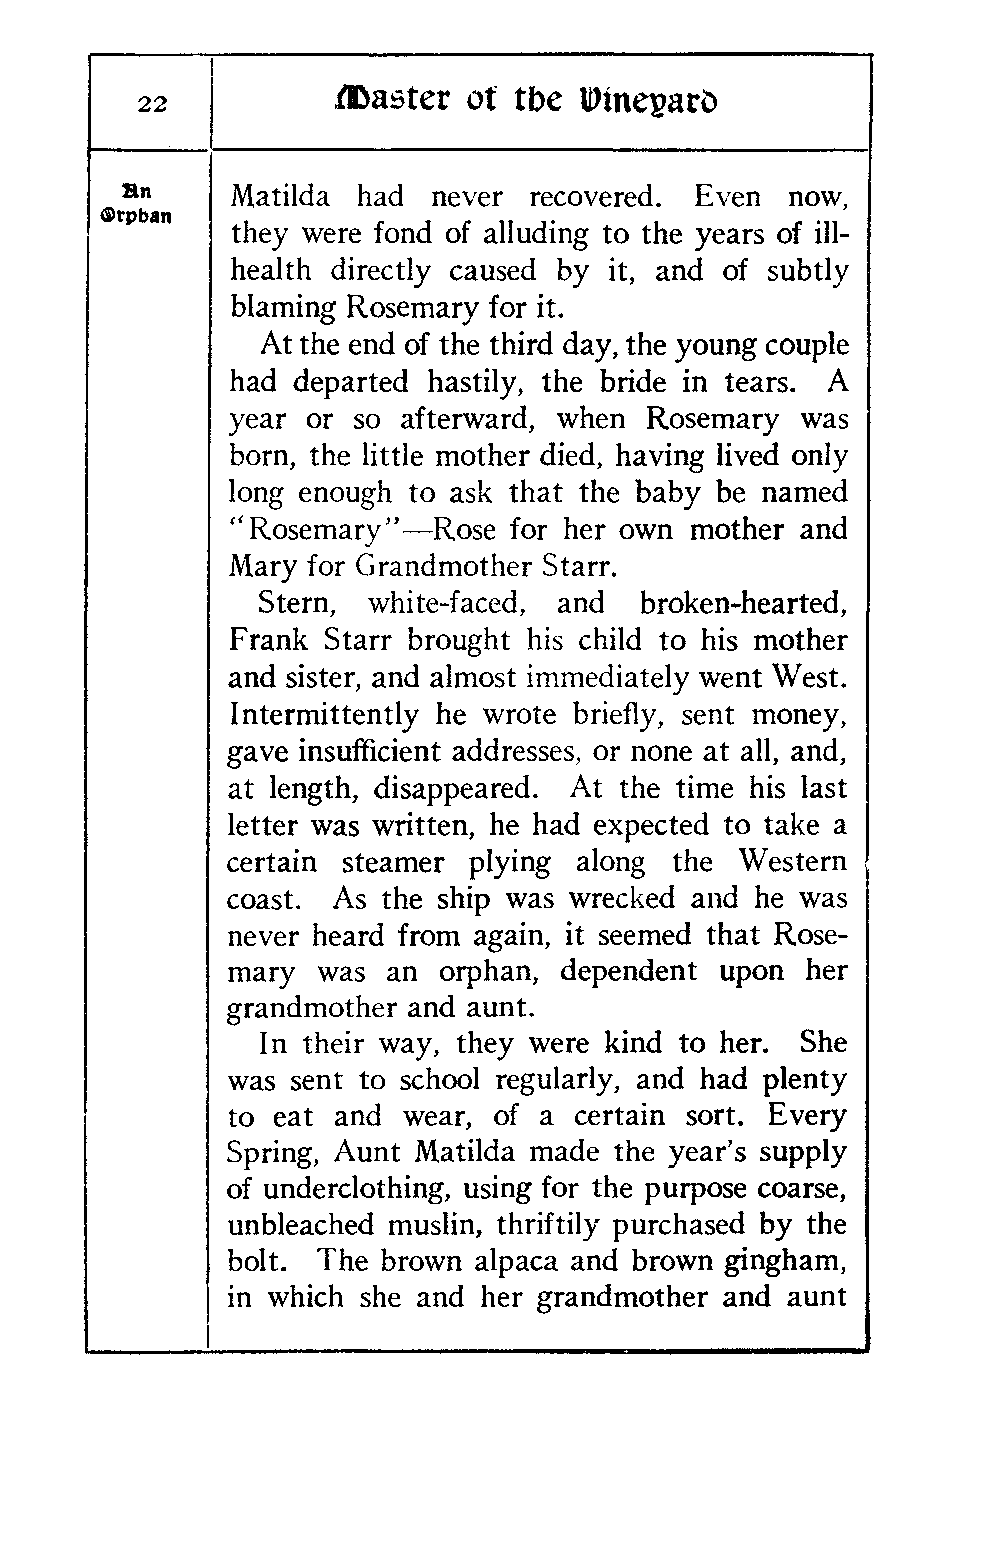 22
Master of the Vineyard
An
Orphan
Matilda had never recovered. Even now,
they were fond of alluding to the years of ill-
health directly caused by it, and of subtly
blaming Rosemary for it.
At the end of the third day, the young couple
had departed hastily, the bride in tears. A
year or so afterward, when Rosemary was
born, the little mother died, having lived only
long enough to ask that the baby be named
"Rosemary"—Rose for her own mother and
Mary for Grandmother Starr.
Stern, white-faced, and broken-hearted,
Frank Starr brought his child to his mother
and sister, and almost immediately went West.
Intermittently he wrote briefly, sent money,
gave insufficient addresses, or none at all, and,
at length, disappeared. At the time his last
letter was written, he had expected to take a
certain steamer plying along the Western
coast. As the ship was wrecked and he was
never heard from again, it seemed that Rose-
mary was an orphan, dependent upon her
grandmother and aunt.
In their way, they were kind to her. She
was sent to school regularly, and had plenty
to eat and wear, of a certain sort. Every
Spring, Aunt Matilda made the year's supply
of underclothing, using for the purpose coarse,
unbleached muslin, thriftily purchased by the
bolt. The brown alpaca and brown gingham,
in which she and her grandmother and aunt